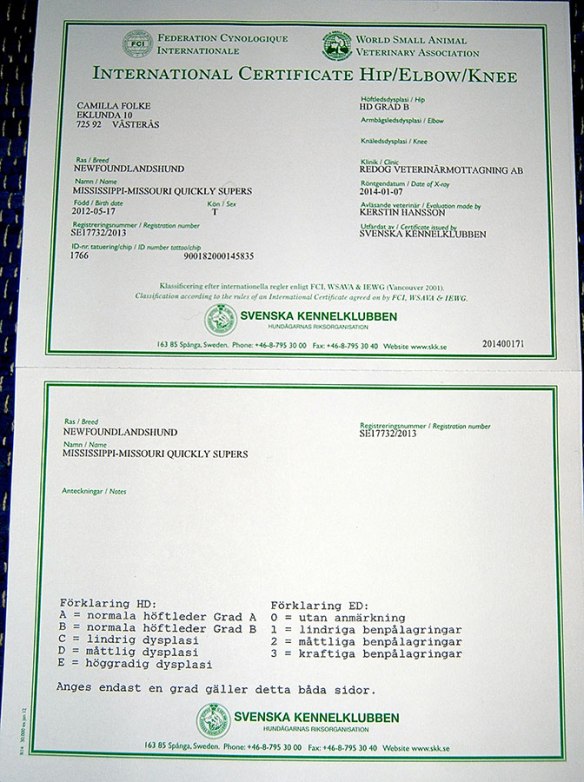 FCI
FEDERATION CYNOLOGIQUE
INTERNATIONALE
WORLD SMALL ANIMAL
VETERINARY ASSOCIATION
INTERNATIONAL CERTIFICATE HIP/ELBOW/KNEE
CAMILLA FOLKE
EKLUNDA 10
725 92 VÄSTERÅS
Höftledsdysplasi / Hip
HD GRAD B
Armbågsledsdysplasi / Elbow
Knäledsdysplasi / Knee
Ras / Breed
NEWFOUNDLANDSHUND
Namn / Name
MISSISSIPPI-MISSOURI QUICKLY SUPERS
Född / Birth date
2012-05-17
Kön / Sex
T
Registreringsnummer / Registration number
SE17732/2013
ID-nr. tatuering/chip / ID number tattoo/chip
1766 900182000145835
Klinik / Clinic
REDOG VETERINÄRMOTTAGNING AB
Röntgendatum / Date of X-ray
2014-01-07
Avläsande veterinär / Evaluation made by
KERSTIN HANSSON
Utfärdat av / Certificate issued by
SVENSKA KENNELKLUBBEN
Klassificering efter internationella regler enligt FCI, WSAVA & IEWG (Vancouver 2001).
Classification according to the rules of an International Certificate agreed on by FCI, WSAVA & IEWG.
SVENSKA KENNELKLUBBEN
HUNDÄGARNAS RIKSORGANISATION
163 85 Spånga, Sweden. Phone: +46-8-795 30 00 Fax: +46-8-795 30 40 Website www.skk.se
201400171
Ras / Breed
NEWFOUNDLANDSHUND
Namn / Name
MISSISSIPPI-MISSOURI QUICKLY SUPERS
Registreringsnummer / Registration number
SE17732/2013
Anteckningar / Notes
Förklaring HD:
A = normala höftleder Grad A
B = normala höftleder Grad B
C = lindrig dysplasi
D = måttlig dysplasi
E = höggradig dysplasi
Förklaring ED:
0 = utan anmärkning
1 = lindriga benpålagringar
2 = måttliga benpålagringar
3 = kraftiga benpålagringar
Anges endast en grad gäller detta båda sidor.
SVENSKA KENNELKLUBBEN
HUNDÄGARNAS RIKSORGANISATION
163 85 Spånga, Sweden. Phone: +46-8-795 30 00 Fax: +46-8-795 30 40 Website www.skk.se